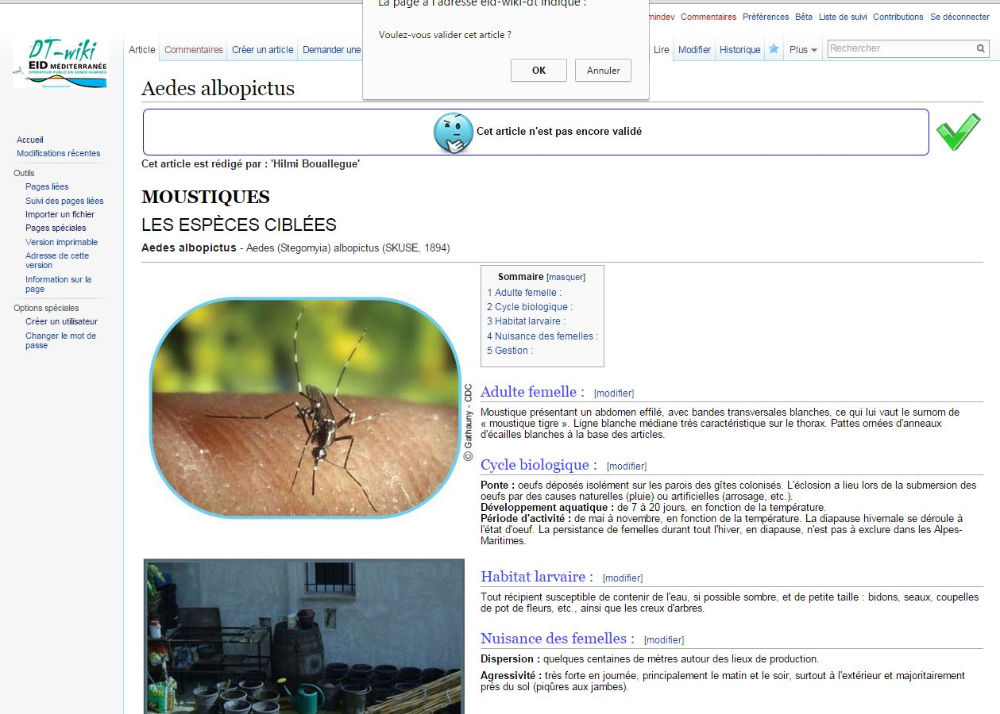 La page à l'adresse eid-wiki-dt indique :
Voulez-vous valider cet article ?
OK Annuler
mindev Commentaires Préférences Bêta Liste de suivi Contributions Se déconnecter
DT-wiki
EID MÉDITERRANÉE
OPÉRATEUR PUBLIC EN ZONES HUMIDES
Démoustication
Article Commentaires Créer un article Demander une
Lire Modifier Historique Plus Rechercher
Accueil
Modifications récentes
Outils
Pages liées
Suivi des pages liées
Importer un fichier
Pages spéciales
Version imprimable
Adresse de cette
version
Information sur la
page
Options spéciales
Créer un utilisateur
Changer le mot de
passe
Aedes albopictus
Cet article n'est pas encore validé
Cet article est rédigé par : 'Hilmi Bouallegue'
MOUSTIQUES
LES ESPÈCES CIBLÉES
Aedes albopictus - Aedes (Stegomyia) albopictus (SKUSE, 1894)
© Gathauny - CDC
Sommaire [masquer]
1 Adulte femelle :
2 Cycle biologique :
3 Habitat larvaire :
4 Nuisance des femelles :
5 Gestion :
Adulte femelle : [modifier]
Moustique présentant un abdomen effilé, avec bandes transversales blanches, ce qui lui vaut le surnom de
« moustique tigre ». Ligne blanche médiane très caractéristique sur le thorax. Pattes ornées d'anneaux
d'écailles blanches à la base des articles.
Cycle biologique : [modifier]
Ponte : oeufs déposés isolément sur les parois des gîtes colonisés. L'éclosion a lieu lors de la submersion des
oeufs par des causes naturelles (pluie) ou artificielles (arrosage, etc.).
Développement aquatique : de 7 à 20 jours, en fonction de la température.
Période d'activité : de mai à novembre, en fonction de la température. La diapause hivernale se déroule à
l'état d'oeuf. La persistance de femelles durant tout l'hiver, en diapause, n'est pas à exclure dans les Alpes-
Maritimes.
Habitat larvaire : [modifier]
Tout récipient susceptible de contenir de l'eau, si possible sombre, et de petite taille : bidons, seaux, coupelles
de pot de fleurs, etc., ainsi que les creux d'arbres.
Nuisance des femelles : [modifier]
Dispersion : quelques centaines de mètres autour des lieux de production.
Agressivité : très forte en journée, principalement le matin et le soir, surtout à l'extérieur et majoritairement
près du sol (piqûres aux jambes).